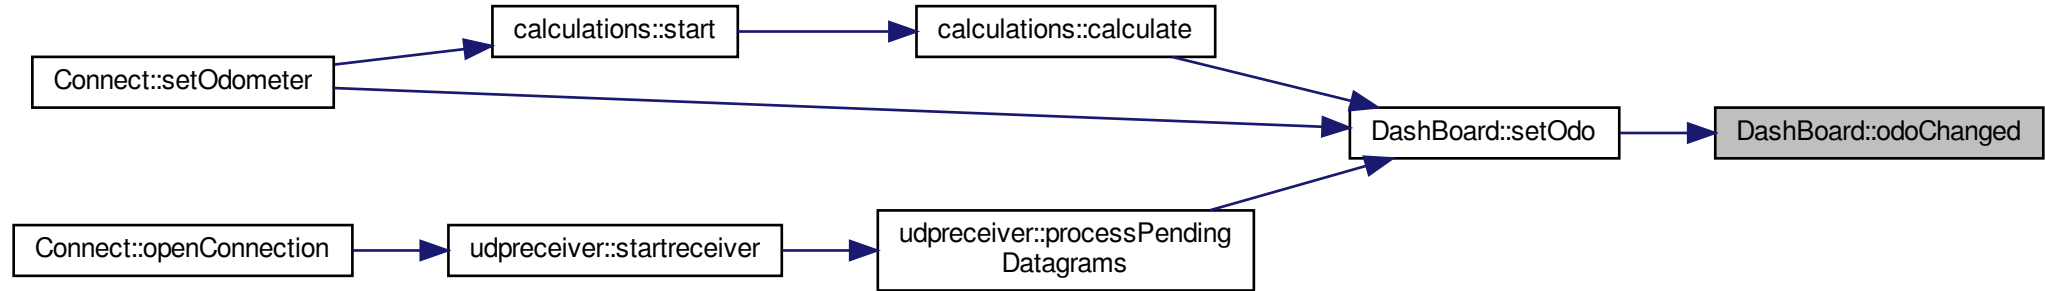 calculations::start
calculations::calculate
Connect::setOdometer
DashBoard::setOdo
DashBoard::odoChanged
Connect::openConnection
udpreceiver::startreceiver
udpreceiver::processPending
Datagrams